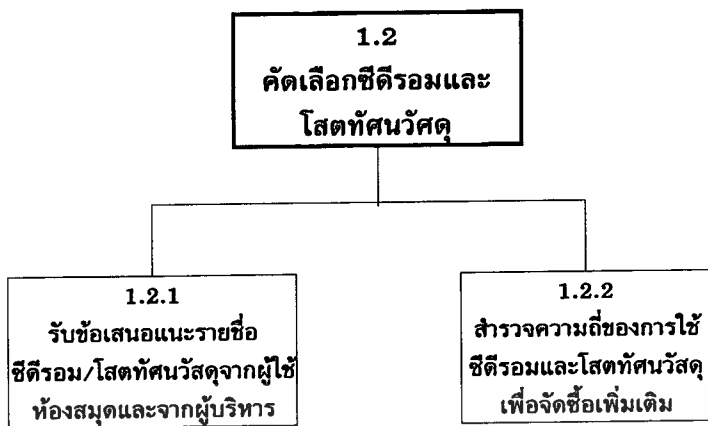 1.2
คัดเลือกซีดีรอมและ
โสตทัศนวัศดุ
1.2.1
รับข้อเสนอแนะรายชื่อ
ซีดีรอม/โสตทัศนวัสดุจากผู้ใช้
ห้องสมุดและจากผู้บริหาร
1.2.2
สำรวจความถี่ของการใช้
ซีดีรอมและโสตทัศนวัสดุ
เพื่อจัดซื้อเพิ่มเติม